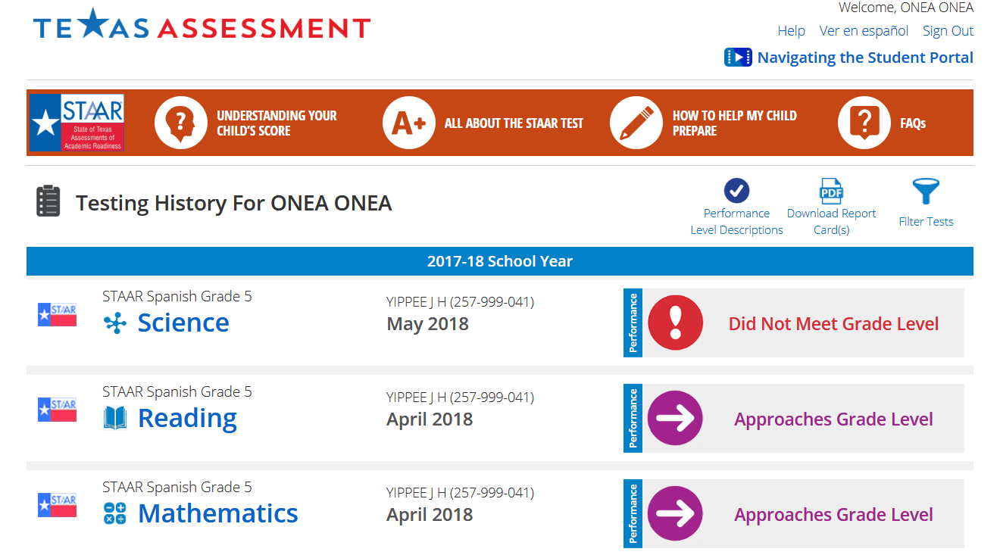 TEXAS ASSESSMENT
Welcome, ONEA ONEA
Help Ver en español Sign Out
Navigating the Student Portal
STAAR
State of Texas
Assessments of
Academic Readiness
?
UNDERSTANDING YOUR
CHILD'S SCORE
A+
ALL ABOUT THE STAAR TEST
HOW TO HELP MY CHILD
PREPARE
?
FAQs
Testing History For ONEA ONEA
Performance
Level Descriptions
PDF
Download Report
Card(s)
Filter Tests
2017-18 School Year
STAAR
STAAR Spanish Grade 5
Science
YIPPEE J H (257-999-041)
May 2018
Performance
!
Did Not Meet Grade Level
STAAR
STAAR Spanish Grade 5
Reading
YIPPEE J H (257-999-041)
April 2018
Performance
Approaches Grade Level
STAAR
STAAR Spanish Grade 5
Mathematics
YIPPEE J H (257-999-041)
April 2018
Performance
Approaches Grade Level